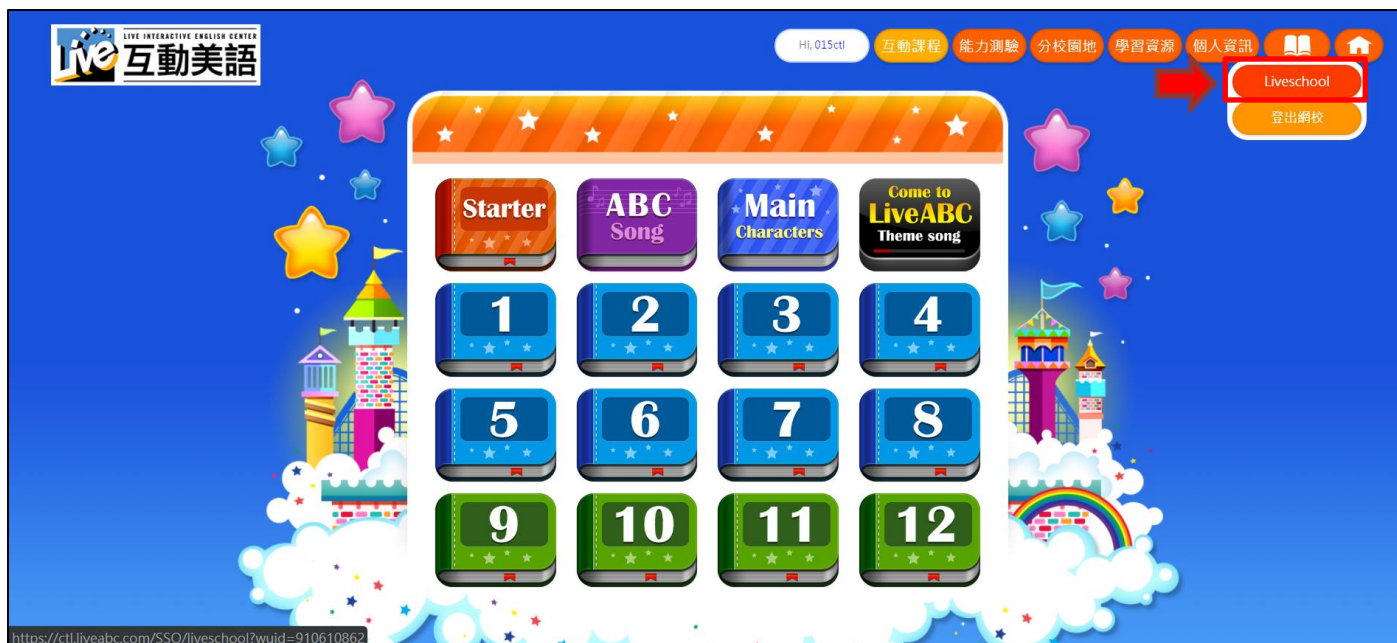 Live LIVE INTERACTIVE ENGLISH CENTER
互動美語
Hi, 015ctl
互動課程
能力測驗
分校園地
學習資源
個人資訊
Liveschool
登出網校
Starter
ABC
Song
Main
Characters
Come to
LiveABC
Theme song
1
2
3
4
5
6
7
8
9
10
11
12
https://ctl.liveabc.com/SSO/liveschool?wuid=910610862